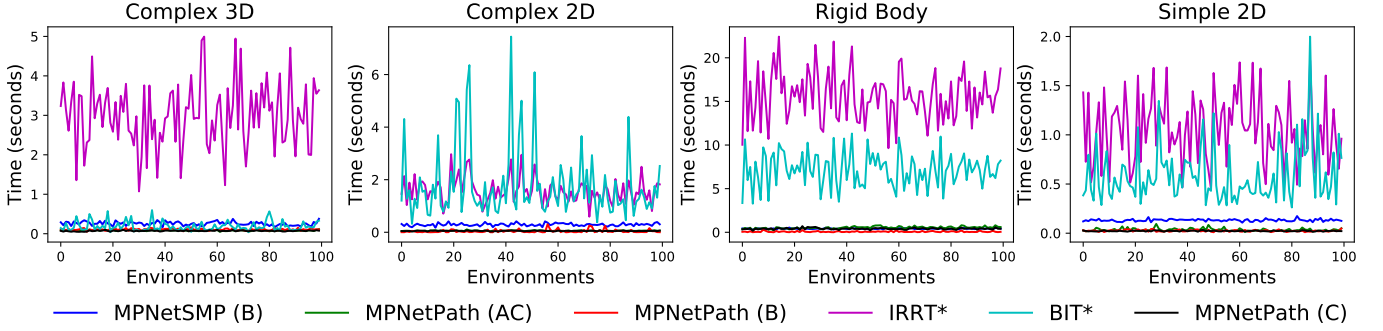 Complex 3D
Complex 2D
Rigid Body
Simple 2D
Time (seconds)
5
4
3
2
1
0
0 20 40 60 80 100
Environments
Time (seconds)
6
4
2
0
0 20 40 60 80 100
Environments
Time (seconds)
20
15
10
5
0
0 20 40 60 80 100
Environments
Time (seconds)
2.0
1.5
1.0
0.5
0.0
0 20 40 60 80 100
Environments
MPNetSMP (B) MPNetPath (AC) MPNetPath (B) IRRT* BIT* MPNetPath (C)